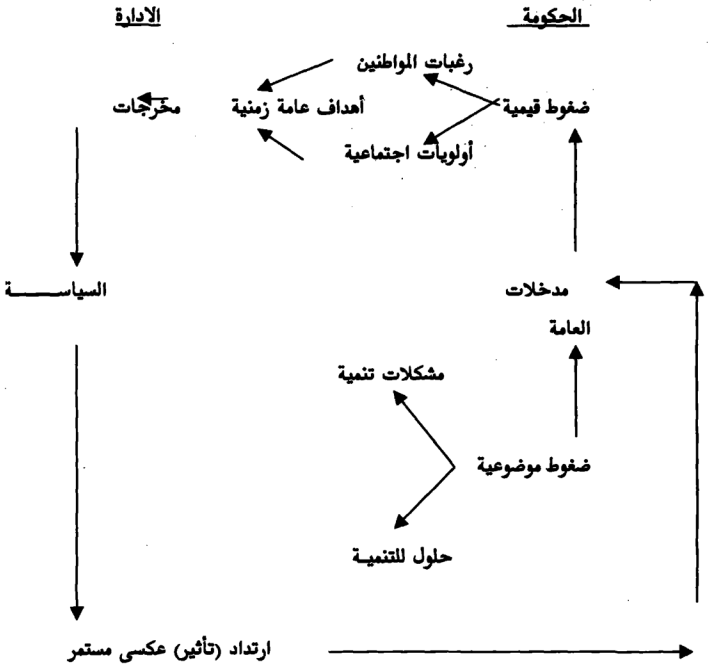 الحكومة
الادارة
رغبات المواطنين
ضغوط قيمية
أهداف عامة زمنية
مخرجات
أولويات اجتماعية
مدخلات
السياســـــــة
العامة
مشكلات تنمية
ضغوط موضوعية
حلول للتنميـة
ارتداد (تأثير) عكسى مستمر